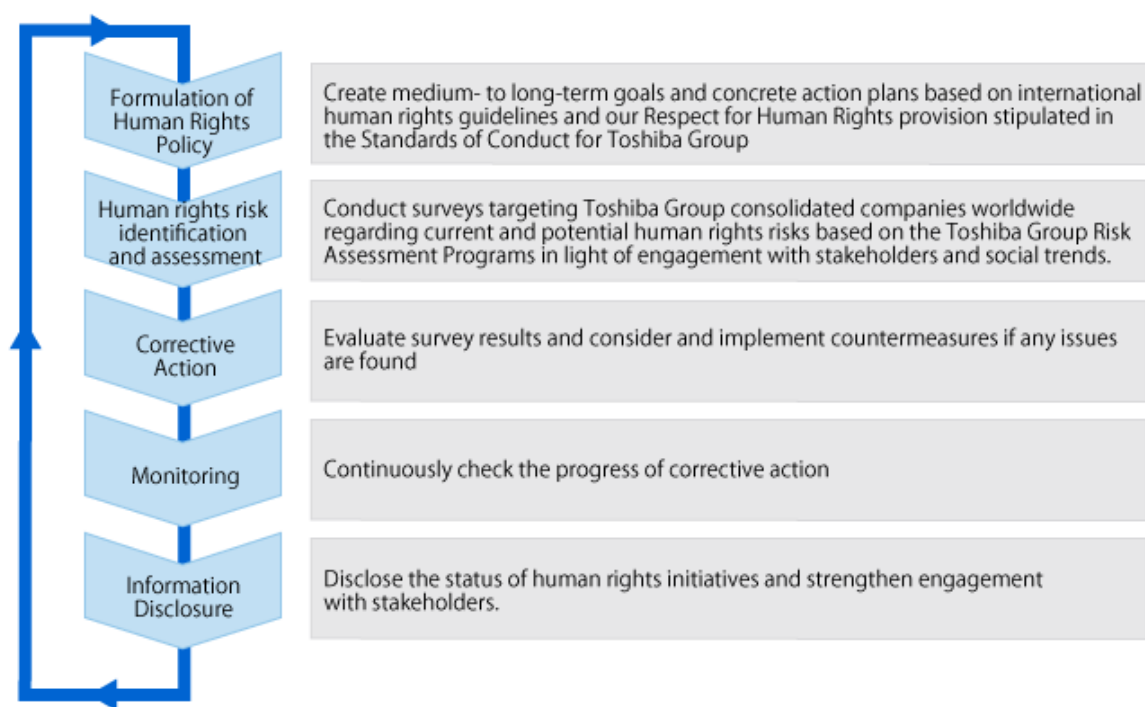 Formulation of
Human Rights
Policy
Create medium- to long-term goals and concrete action plans based on international
human rights guidelines and our Respect for Human Rights provision stipulated in
the Standards of Conduct for Toshiba Group
Human rights risk
identification
and assessment
Conduct surveys targeting Toshiba Group consolidated companies worldwide
regarding current and potential human rights risks based on the Toshiba Group Risk
Assessment Programs in light of engagement with stakeholders and social trends.
Corrective
Action
Evaluate survey results and consider and implement countermeasures if any issues
are found
Monitoring
Continuously check the progress of corrective action
Information
Disclosure
Disclose the status of human rights initiatives and strengthen engagement
with stakeholders.